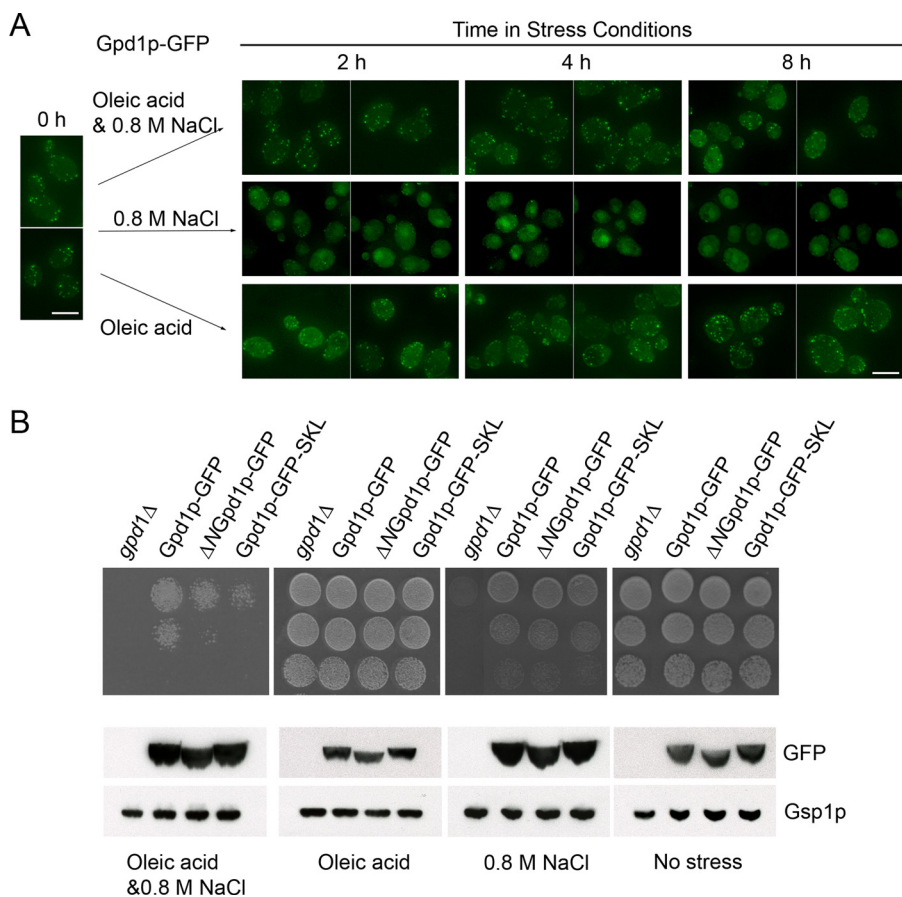 A
Gpd1p-GFP
Time in Stress Conditions
2 h
4 h
8 h
0 h
Oleic acid
& 0.8 M NaCl
0.8 M NaCl
Oleic acid
B
gpd1Δ
Gpd1p-GFP
ΔNGpd1p-GFP
Gpd1p-GFP-SKL
gpd1Δ
Gpd1p-GFP
ΔNGpd1p-GFP
Gpd1p-GFP-SKL
gpd1Δ
Gpd1p-GFP
ΔNGpd1p-GFP
Gpd1p-GFP-SKL
gpd1Δ
Gpd1p-GFP
ΔNGpd1p-GFP
Gpd1p-GFP-SKL
GFP
Gsp1p
Oleic acid
&0.8 M NaCl
Oleic acid
0.8 M NaCl
No stress